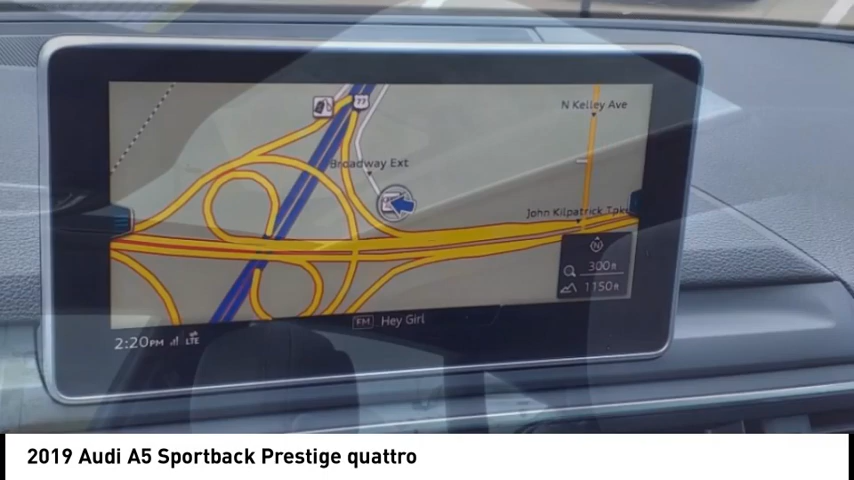 77
N Kelley Ave
Broadway Ext
John Kilpatrick Tpke
N
300ft
1150ft
FM Hey Girl
2:20PM LTE
2019 Audi A5 Sportback Prestige quattro